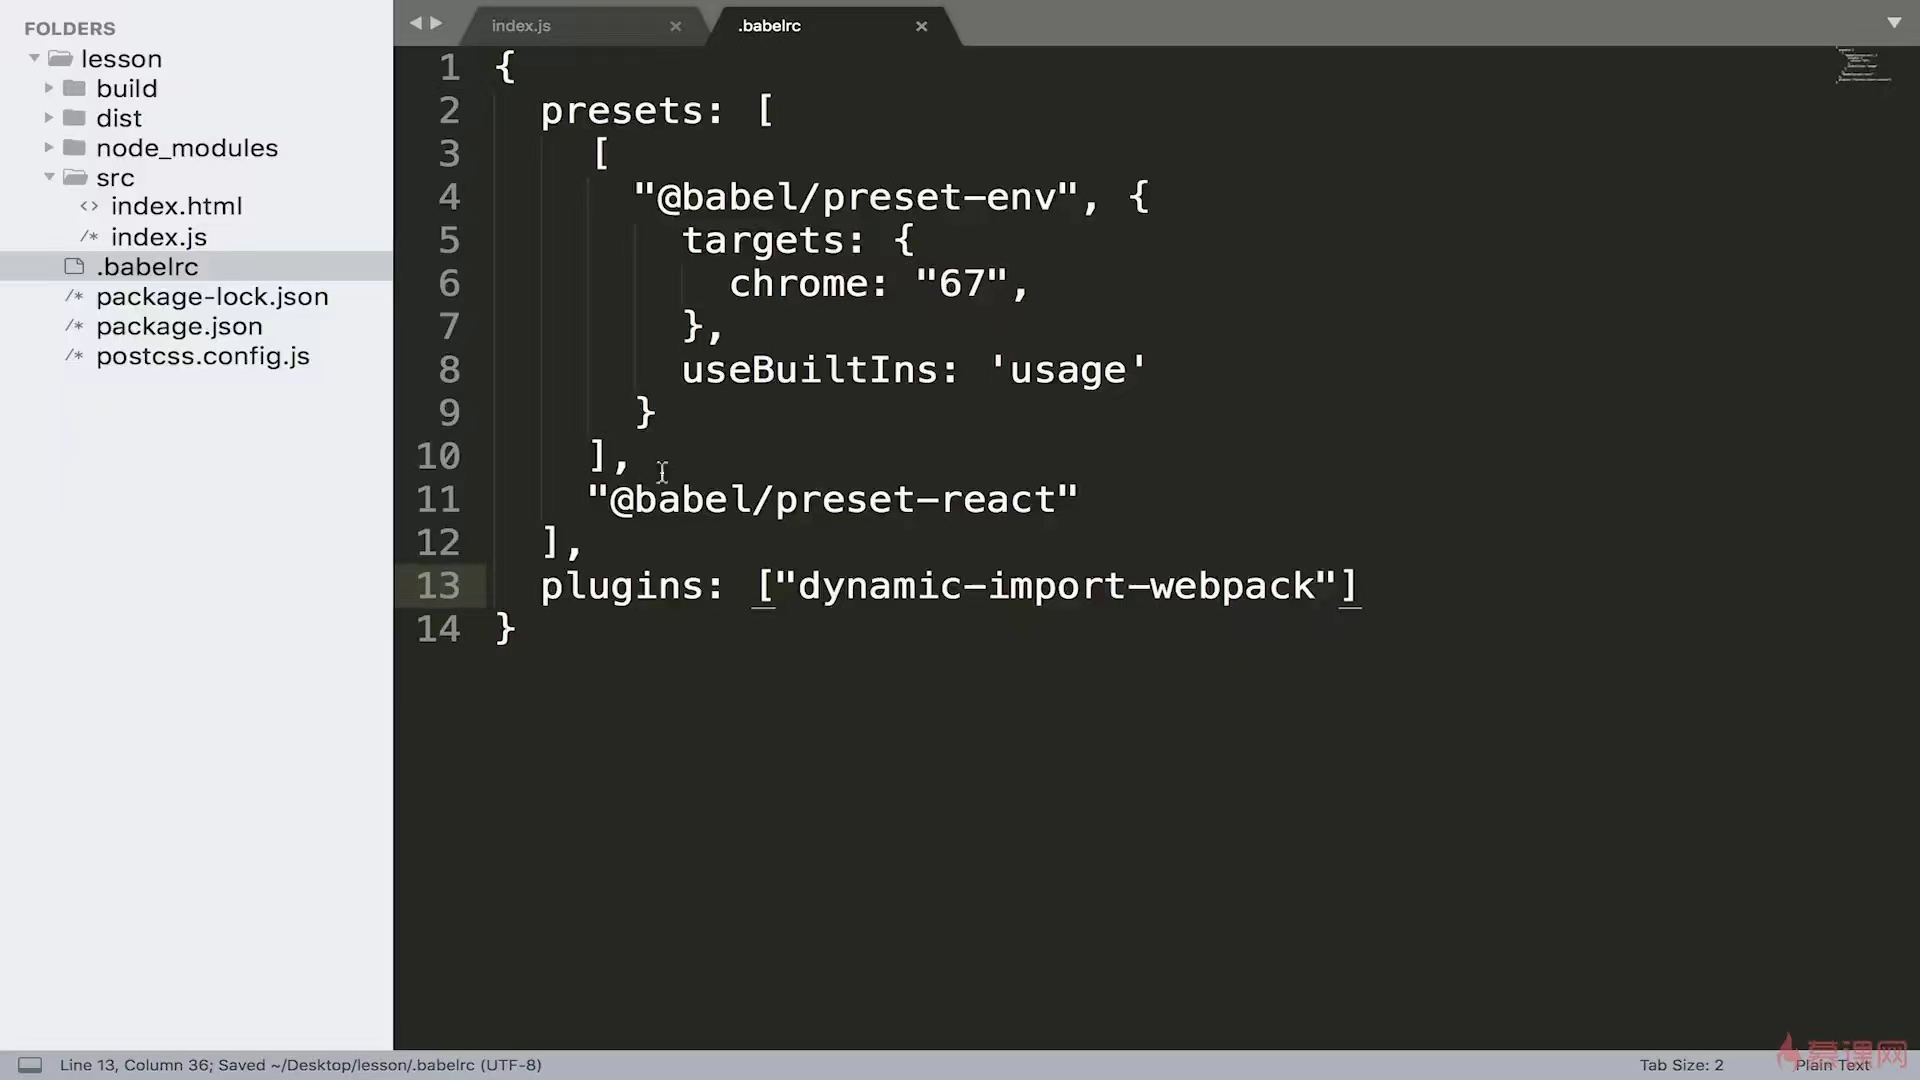 FOLDERS
lesson
build
dist
node_modules
src
<> index.html
/* index.js
.babelrc
/* package-lock.json
/* package.json
/* postcss.config.js
index.js ×
.babelrc ×
1 {
2 presets: [
3 [
4 "@babel/preset-env", {
5 targets: {
6 chrome: "67",
7 },
8 useBuiltIns: 'usage'
9 }
10 ],
11 "@babel/preset-react"
12 ],
13 plugins: ["dynamic-import-webpack"]
14 }
Line 13, Column 36; Saved ~/Desktop/lesson/.babelrc (UTF-8)
Tab Size: 2
Plain Text
慕课网